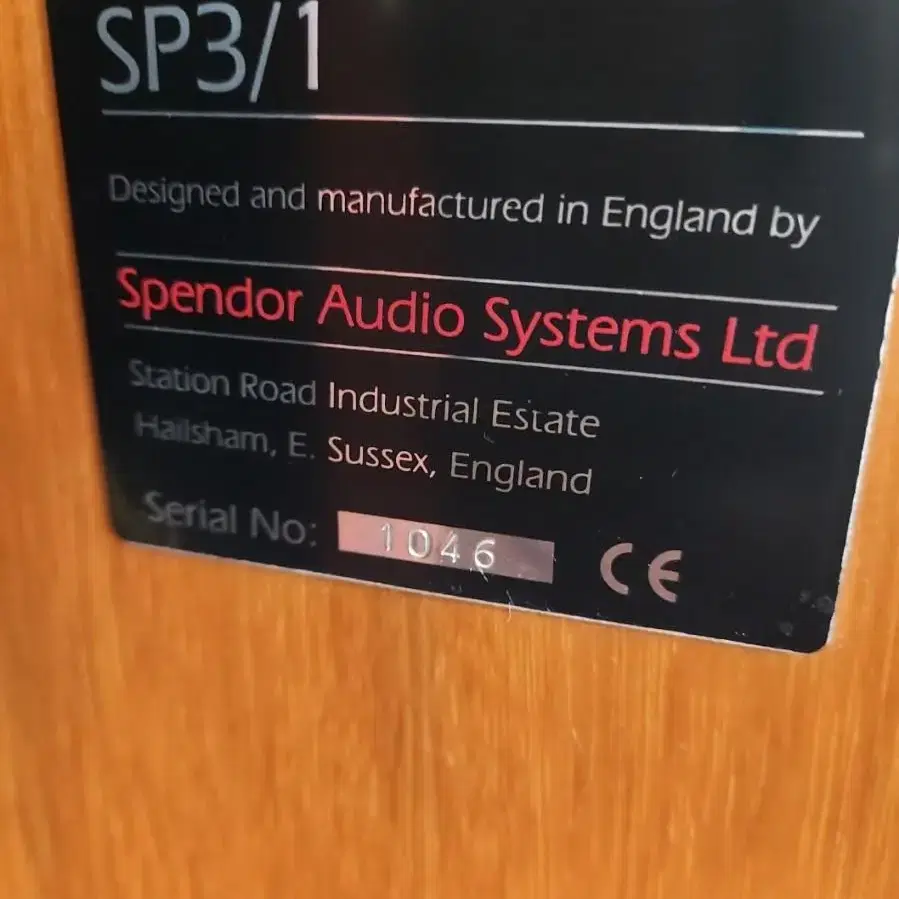 SP3/1
Designed and manufactured in England by
Spendor Audio Systems Ltd
Station Road Industrial Estate
Hailsham, E. Sussex, England
Serial No: 1046 CE